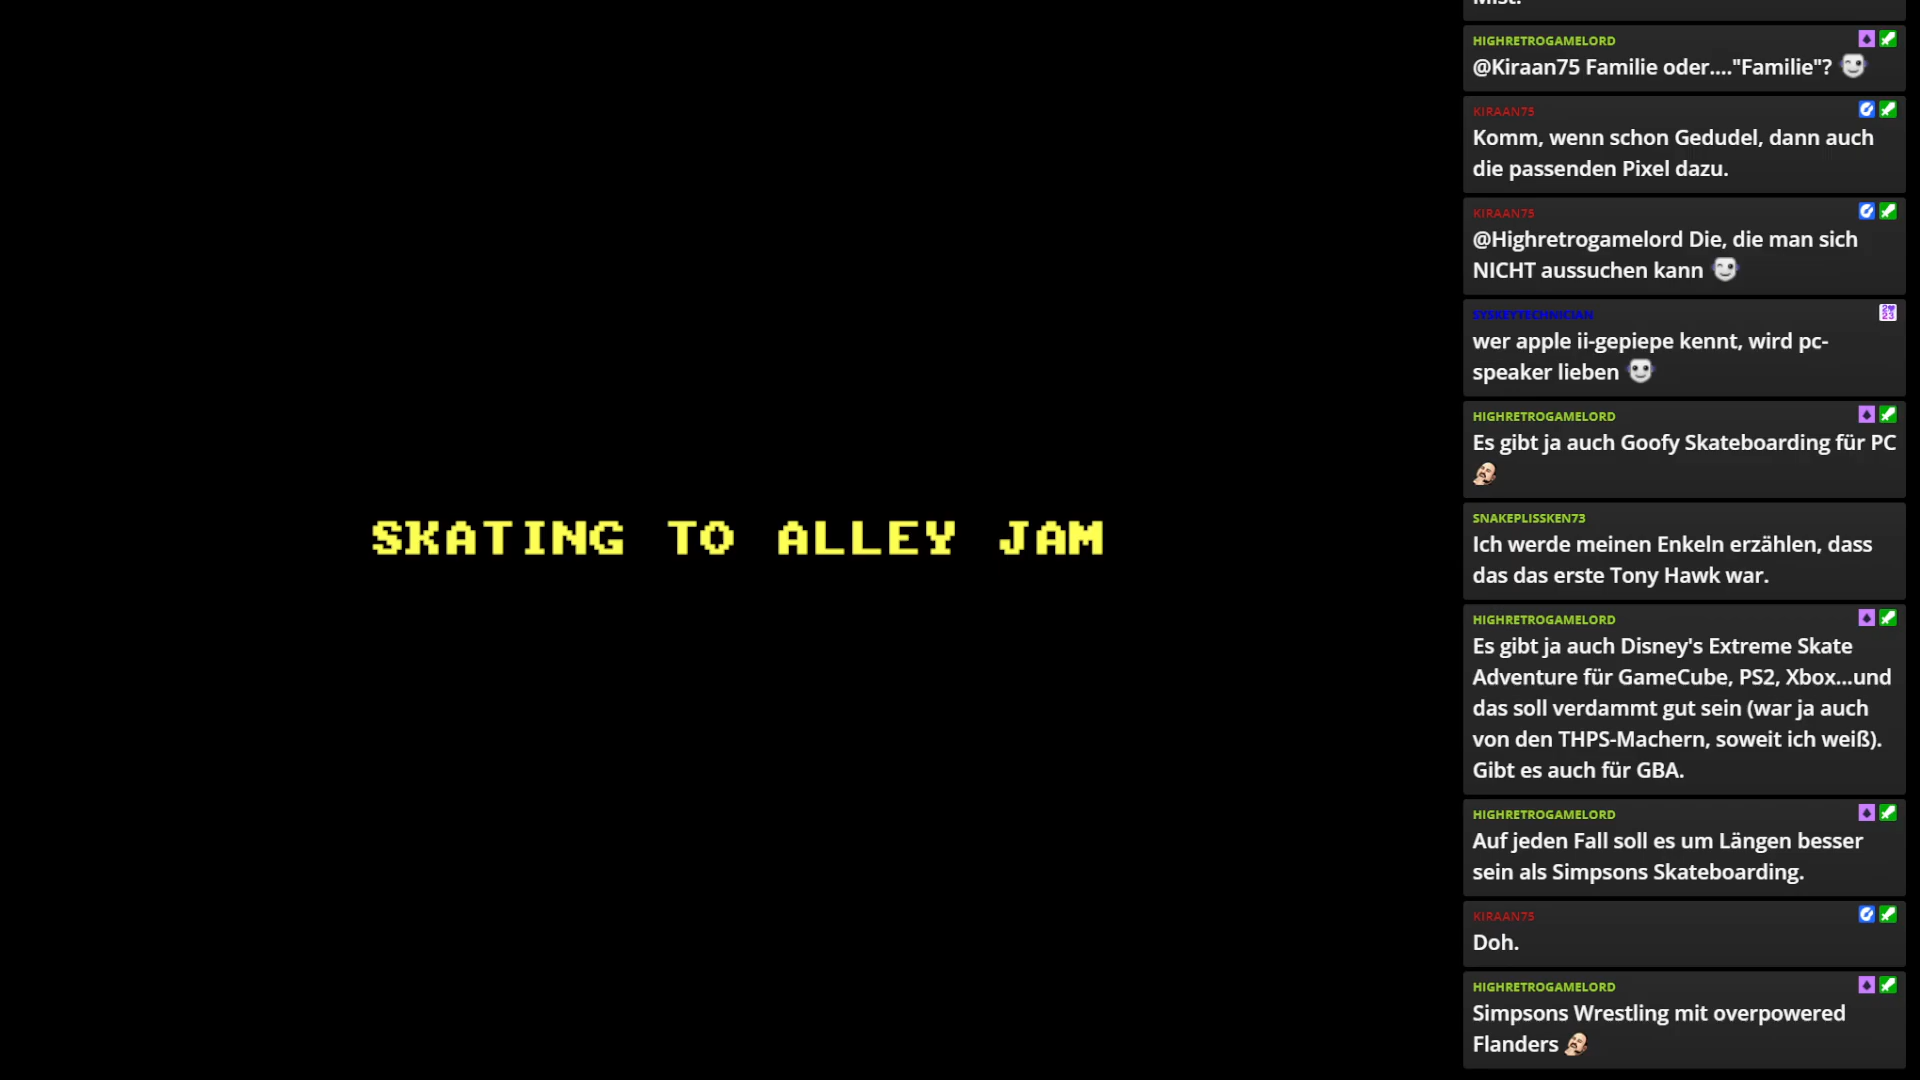 SKATING TO ALLEY JAM
Mist.
HIGHRETROGAMELORD
@Kiraan75 Familie oder...."Familie"?
KIRAAN75
Komm, wenn schon Gedudel, dann auch
die passenden Pixel dazu.
KIRAAN75
@Highretrogamelord Die, die man sich
NICHT aussuchen kann
SYSKEYTECHNICIAN
wer apple ii-gepiepe kennt, wird pc-
speaker lieben
HIGHRETROGAMELORD
Es gibt ja auch Goofy Skateboarding für PC
SNAKEPLISSKEN73
Ich werde meinen Enkeln erzählen, dass
das das erste Tony Hawk war.
HIGHRETROGAMELORD
Es gibt ja auch Disney's Extreme Skate
Adventure für GameCube, PS2, Xbox...und
das soll verdammt gut sein (war ja auch
von den THPS-Machern, soweit ich weiß).
Gibt es auch für GBA.
HIGHRETROGAMELORD
Auf jeden Fall soll es um Längen besser
sein als Simpsons Skateboarding.
KIRAAN75
Doh.
HIGHRETROGAMELORD
Simpsons Wrestling mit overpowered
Flanders